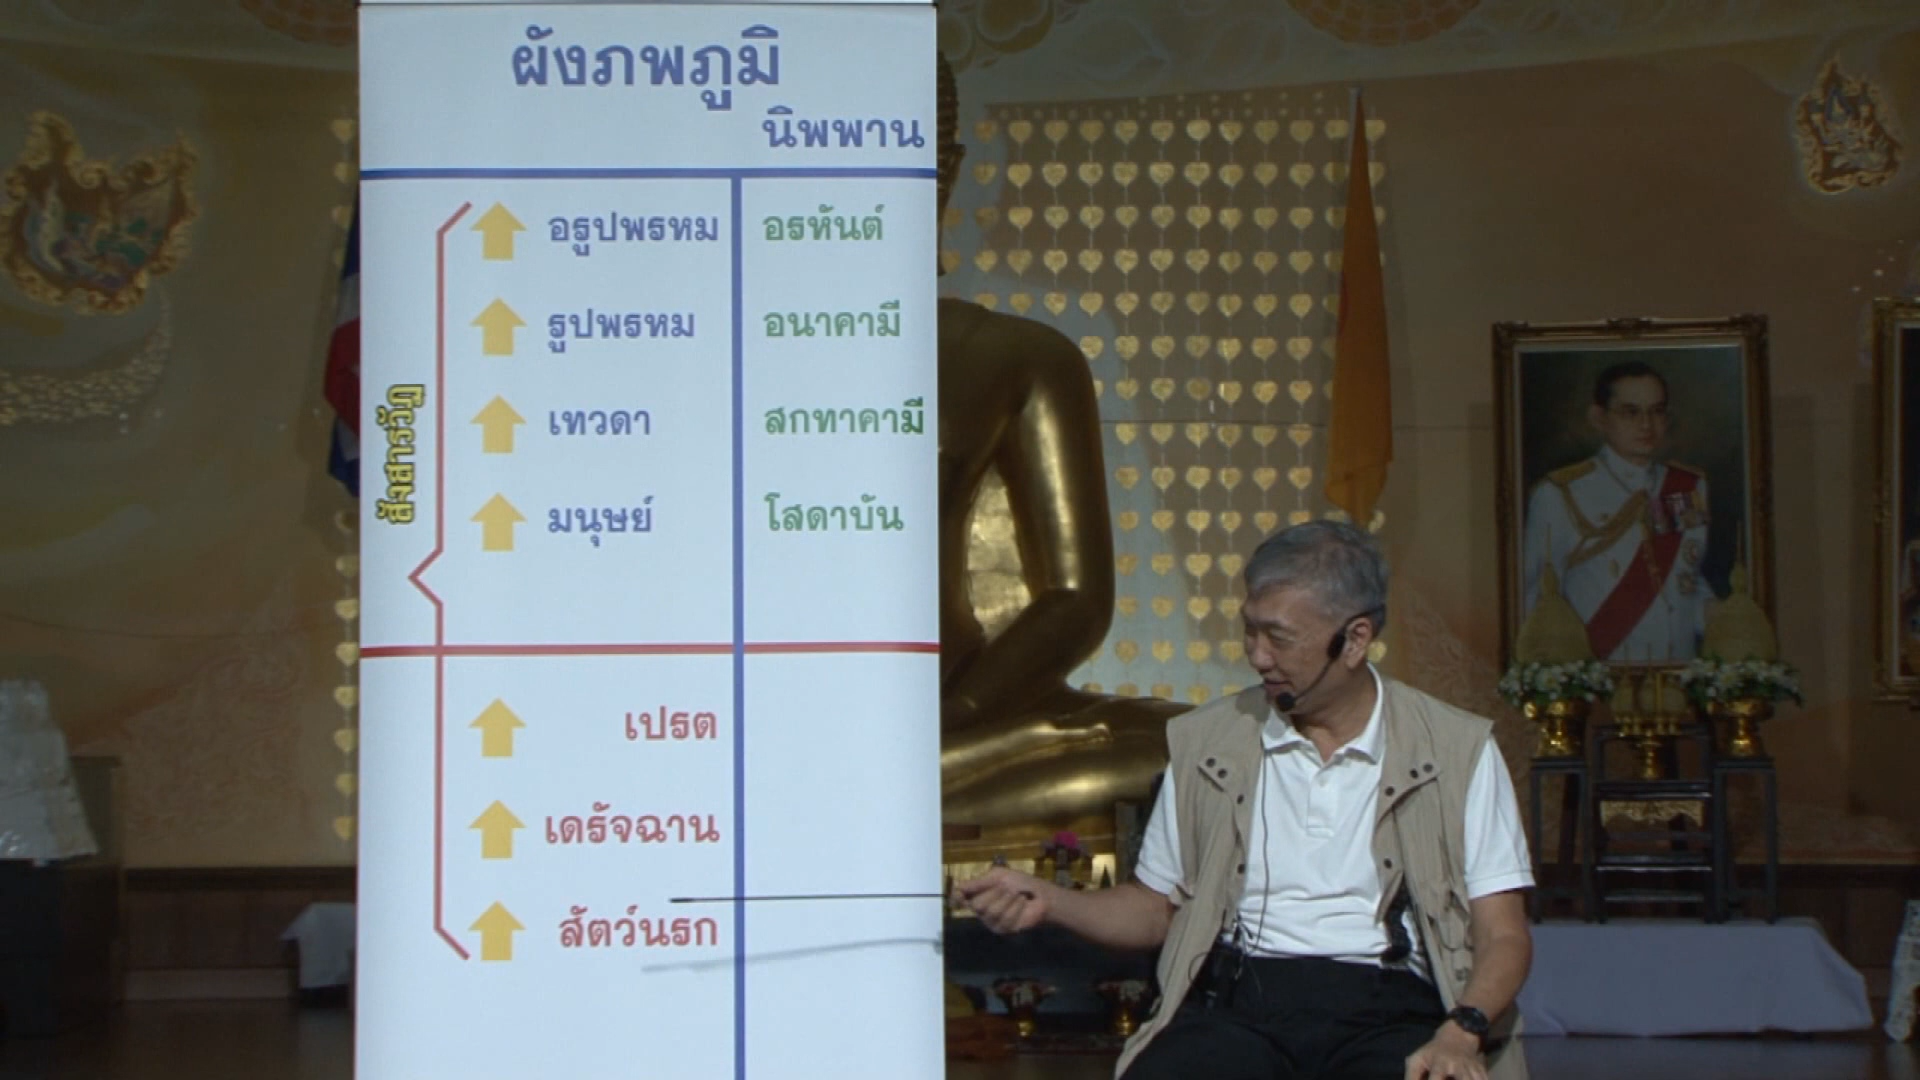 ผังภพภูมิ
นิพพาน
อรูปพรหม อรหันต์
รูปพรหม อนาคามี
เทวดา สกทาคามี
มนุษย์ โสดาบัน
สังสารวัฏ
เปรต
เดรัจฉาน
สัตว์นรก